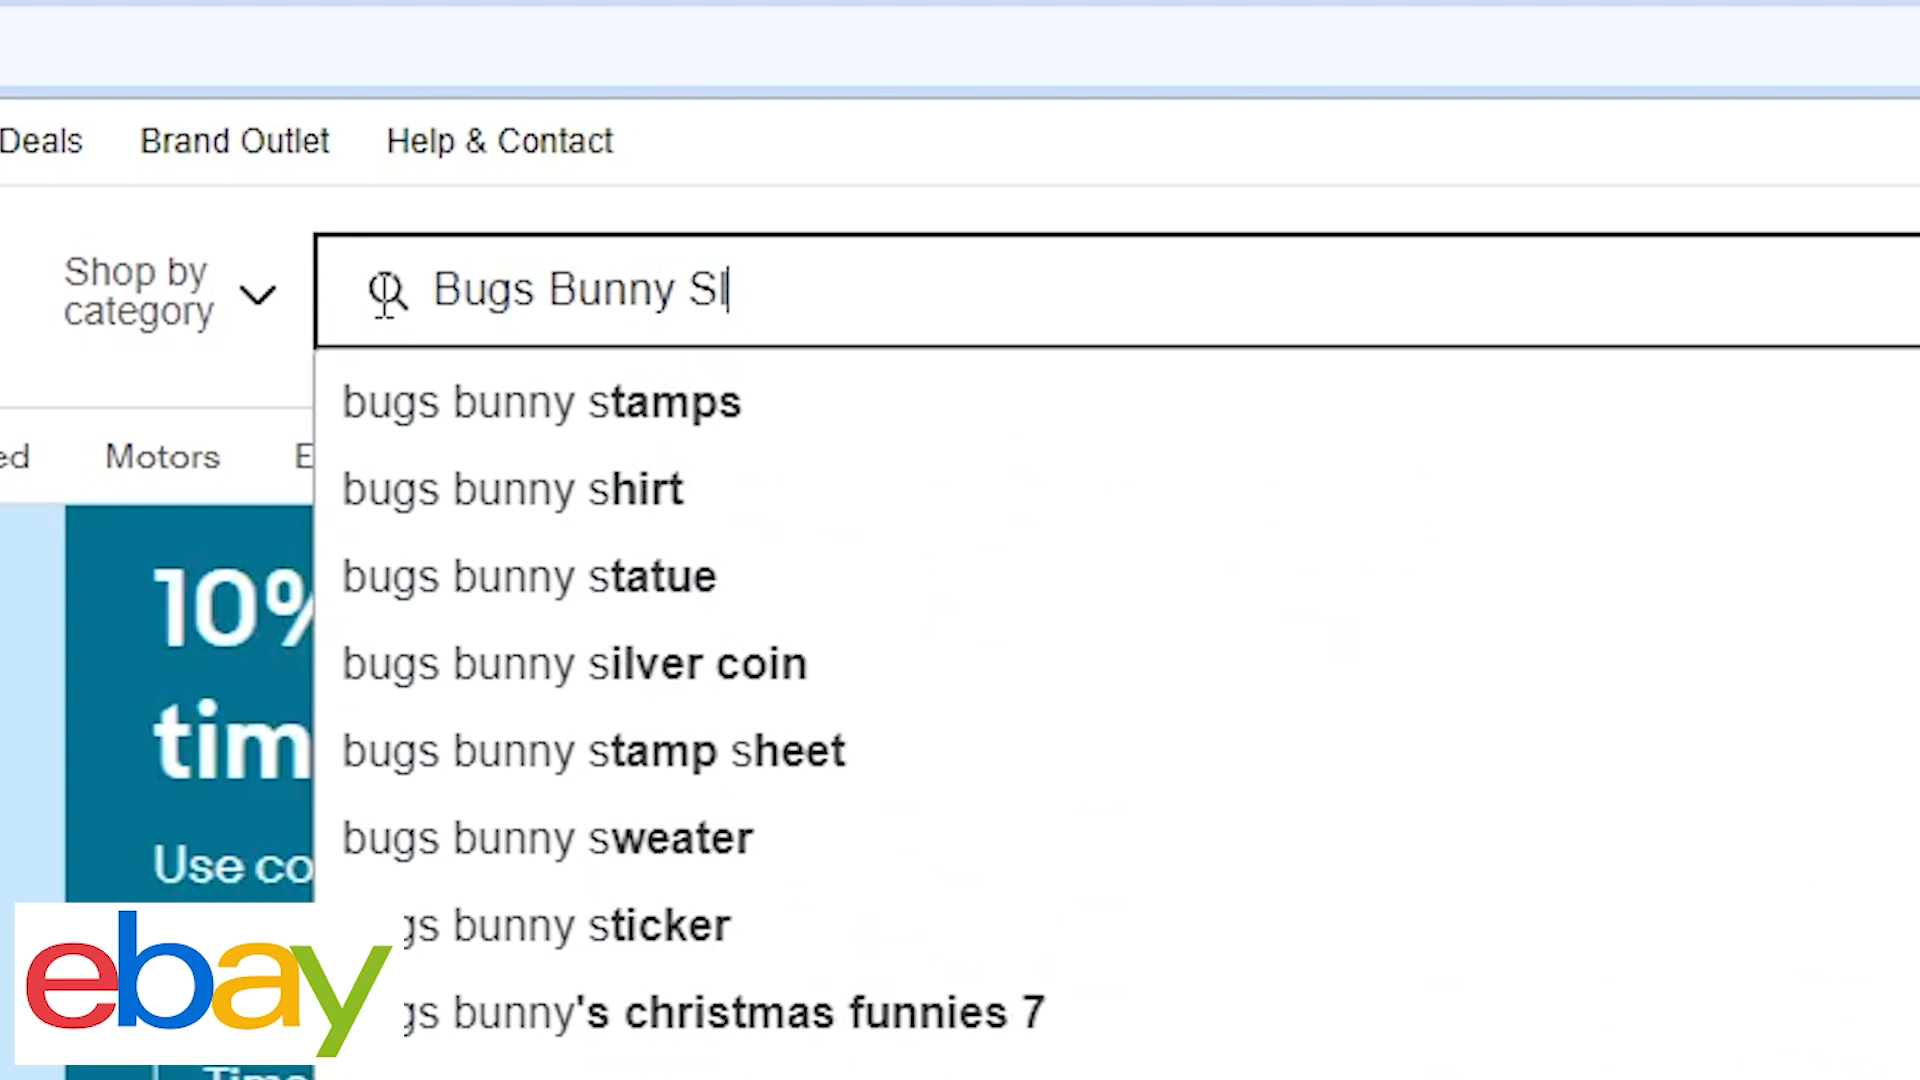 Deals Brand Outlet Help & Contact
Shop by
category
Bugs Bunny Sl
bugs bunny stamps
bugs bunny shirt
Motors
bugs bunny statue
10%
bugs bunny silver coin
tim
bugs bunny stamp sheet
bugs bunny sweater
Use co
gs bunny sticker
ebay
gs bunny's christmas funnies 7